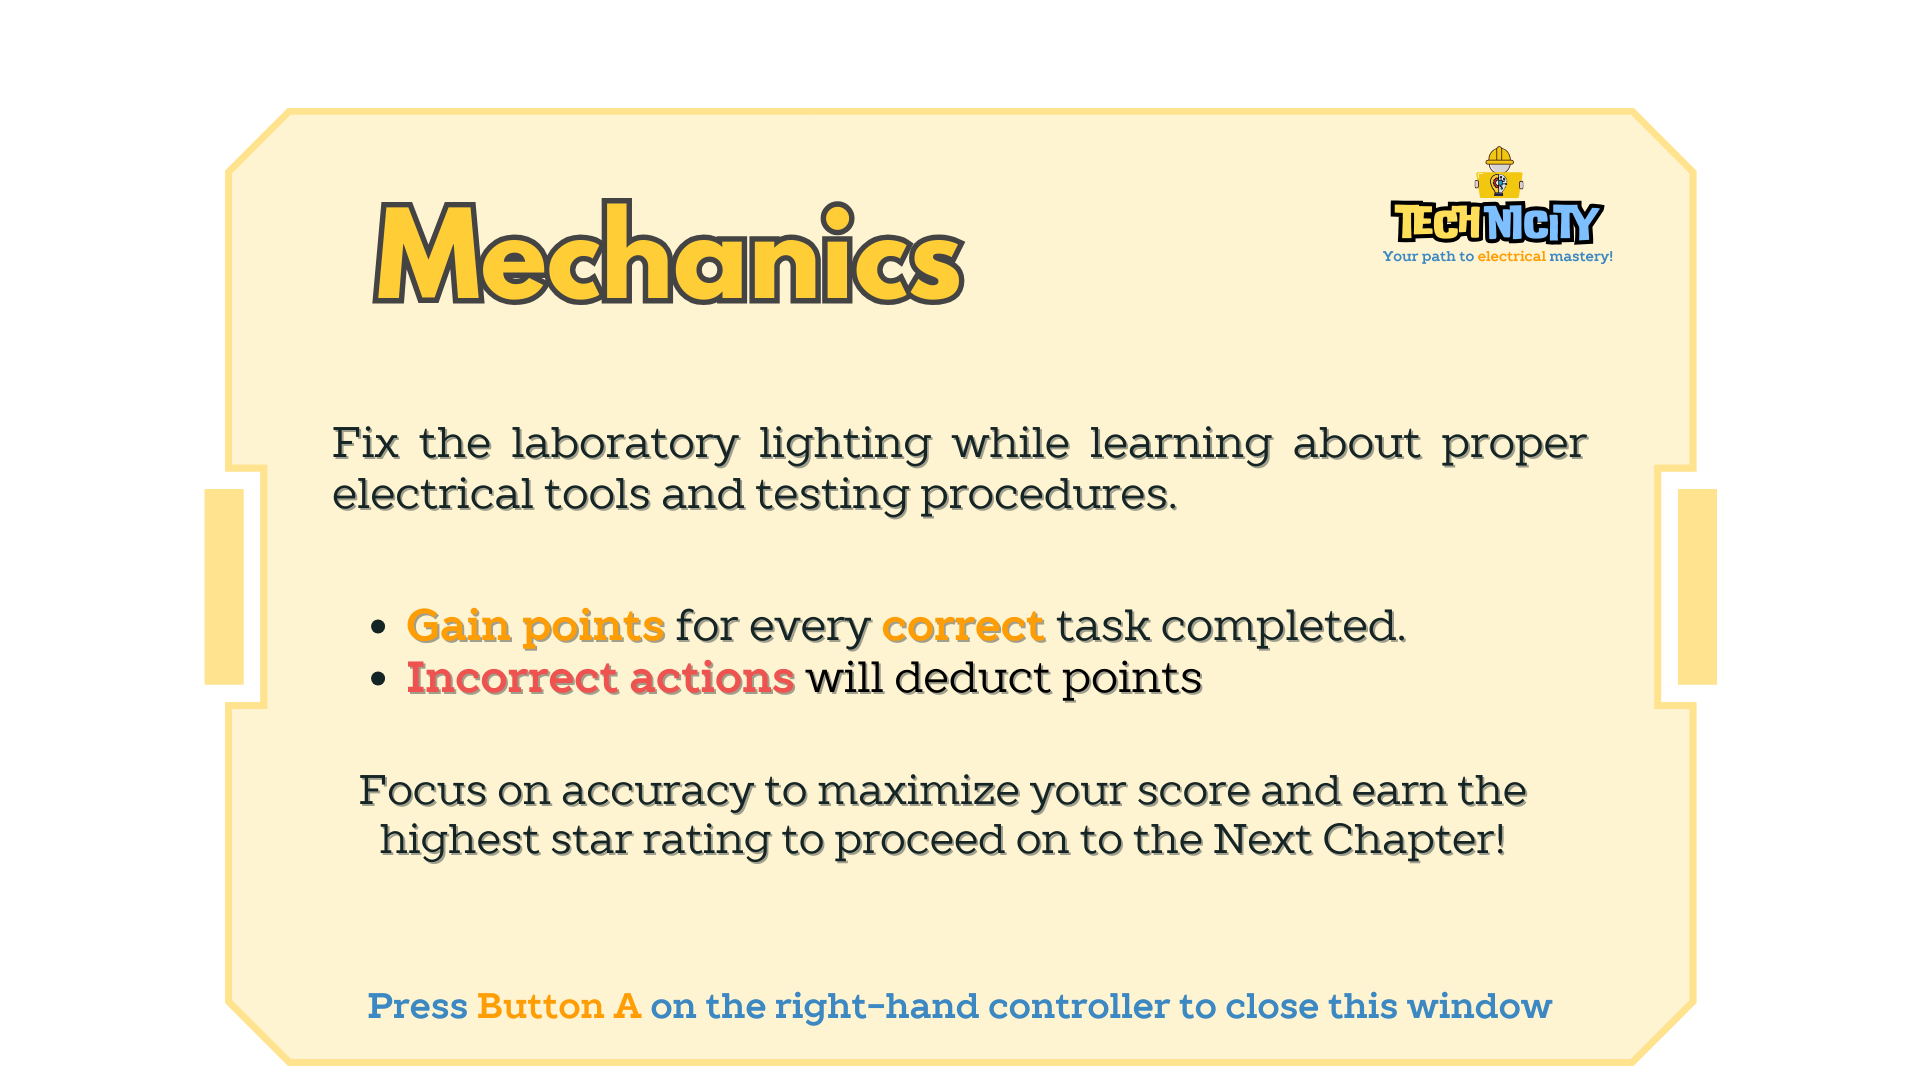 Mechanics
TECHNICITY
Your path to electrical mastery!
Fix the laboratory lighting while learning about proper
electrical tools and testing procedures.
• Gain points for every correct task completed.
• Incorrect actions will deduct points
Focus on accuracy to maximize your score and earn the
highest star rating to proceed on to the Next Chapter!
Press Button A on the right-hand controller to close this window